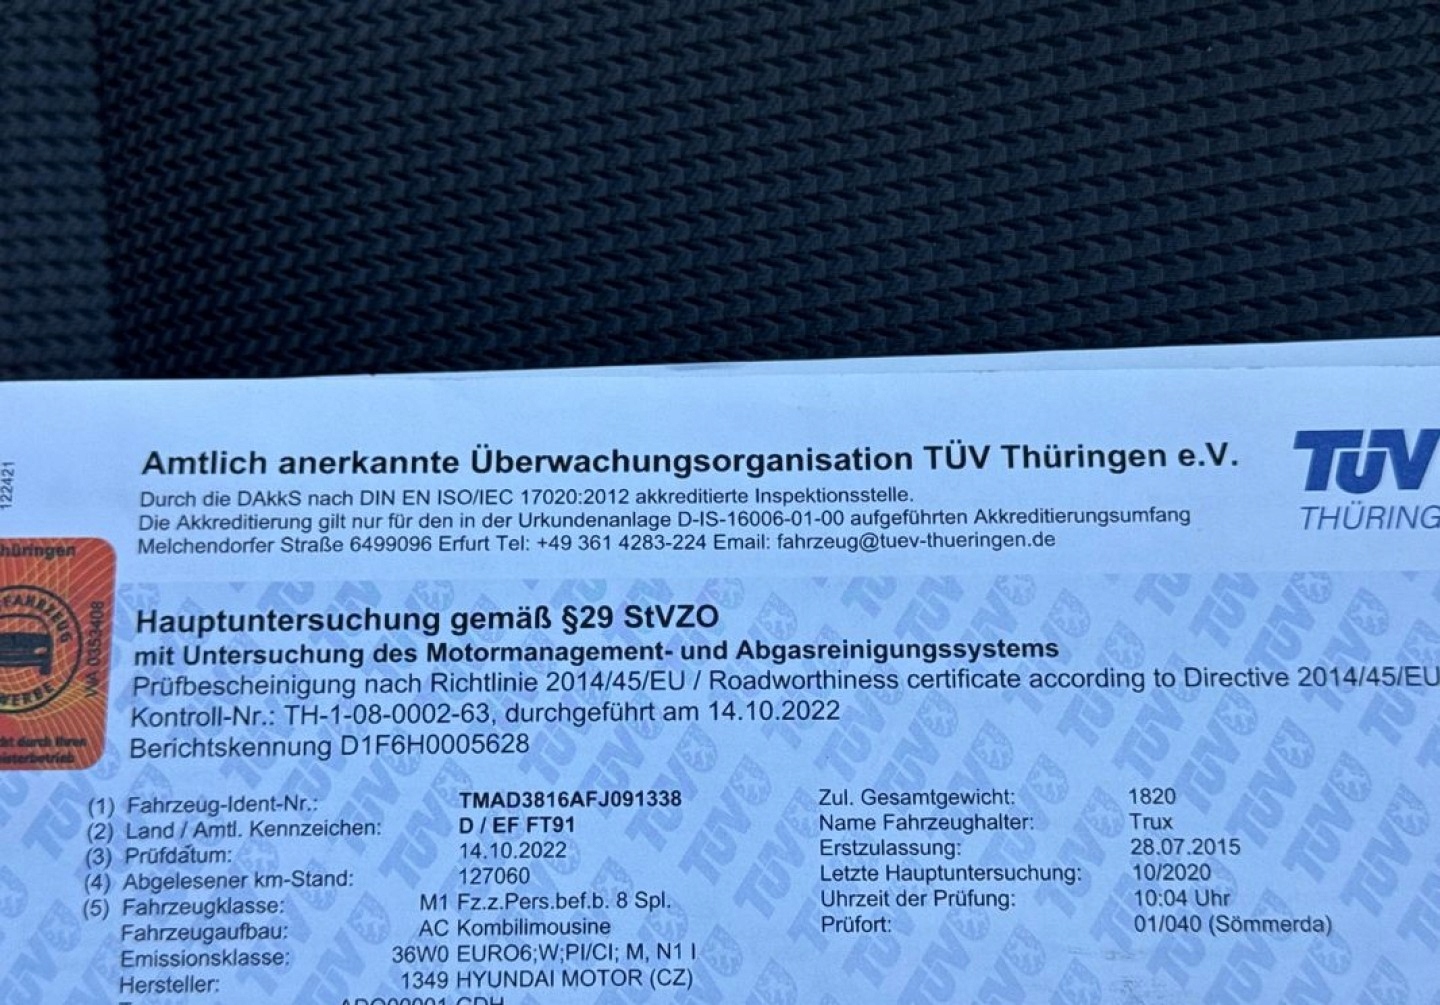 Amtlich anerkannte Überwachungsorganisation TÜV Thüringen e.V.
Durch die DAkkS nach DIN EN ISO/IEC 17020:2012 akkreditierte Inspektionsstelle.
Die Akkreditierung gilt nur für den in der Urkundenanlage D-IS-16006-01-00 aufgeführten Akkreditierungsumfang
Melchendorfer Straße 6499096 Erfurt Tel: +49 361 4283-224 Email: fahrzeug@tuev-thueringen.de
TÜV
THÜRING
122421
hüringen
FAHRZEUG
WERBE
WA 0353408
Hauptuntersuchung gemäß §29 StVZO
mit Untersuchung des Motormanagement- und Abgasreinigungssystems
Prüfbescheinigung nach Richtlinie 2014/45/EU / Roadworthiness certificate according to Directive 2014/45/EU
Kontroll-Nr.: TH-1-08-0002-63, durchgeführt am 14.10.2022
Berichtskennung D1F6H0005628
(1) Fahrzeug-Ident-Nr.: TMAD3816AFJ091338 Zul. Gesamtgewicht: 1820
(2) Land / Amtl. Kennzeichen: D / EF FT91 Name Fahrzeughalter: Trux
(3) Prüfdatum: 14.10.2022 Erstzulassung: 28.07.2015
(4) Abgelesener km-Stand: 127060 Letzte Hauptuntersuchung: 10/2020
(5) Fahrzeugklasse: M1 Fz.z.Pers.bef.b. 8 Spl. Uhrzeit der Prüfung: 10:04 Uhr
Fahrzeugaufbau: AC Kombilimousine Prüfort: 01/040 (Sömmerda)
Emissionsklasse: 36W0 EURO6;W;PI/CI; M, N1 I
Hersteller: 1349 HYUNDAI MOTOR (CZ)